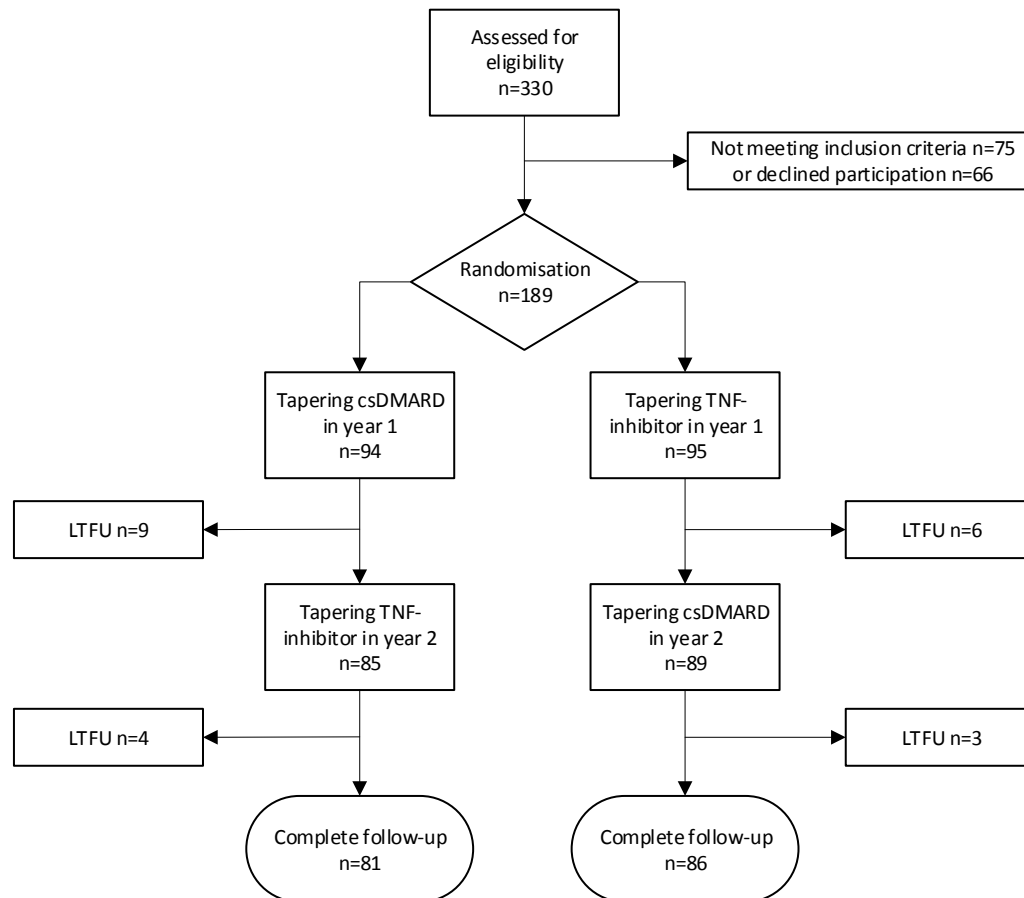 Assessed for
eligibility
n=330
Not meeting inclusion criteria n=75
or declined participation n=66
Randomisation
n=189
Tapering csDMARD
in year 1
n=94
Tapering TNF-
inhibitor in year 1
n=95
LTFU n=9
LTFU n=6
Tapering TNF-
inhibitor in year 2
n=85
Tapering csDMARD
in year 2
n=89
LTFU n=4
LTFU n=3
Complete follow-up
n=81
Complete follow-up
n=86